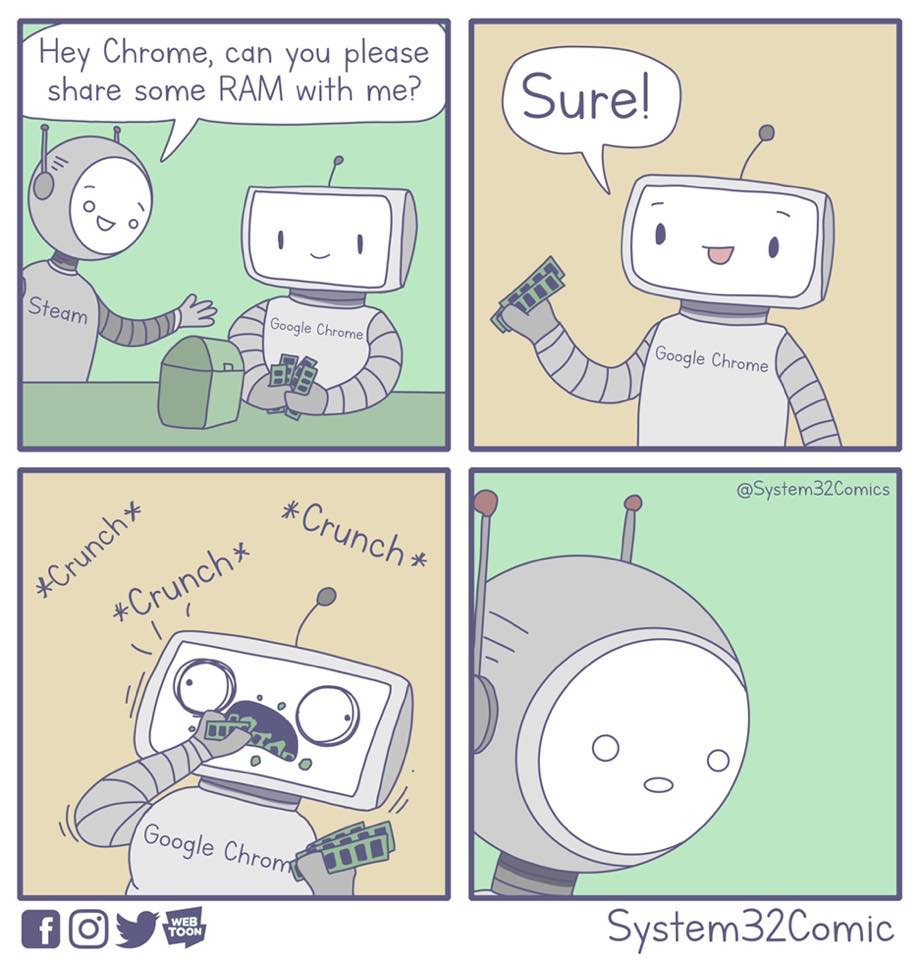 Hey Chrome, can you please
share some RAM with me?
Steam
Google Chrome
Sure!
Google Chrome
*Crunch*
*Crunch*
*Crunch*
Google Chrom
@System32Comics
f
WEB
TOON
System32Comic